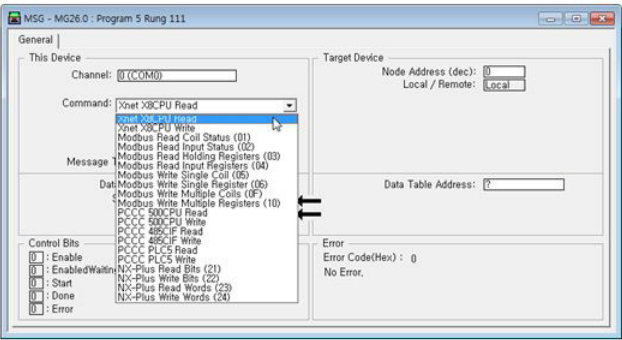 MSG - MG26.0 : Program 5 Rung 111
General
This Device
Channel: 0 (COM0)
Command: Xnet X8CPU Read
Xnet X8CPU Read
Xnet X8CPU Write
Modbus Read Coil Status (01)
Modbus Read Input Status (02)
Modbus Read Holding Registers (03)
Message
Modbus Read Input Registers (04)
Modbus Write Single Coil (05)
Data
Modbus Write Single Register (06)
Modbus Write Multiple Coils (0F)
Modbus Write Multiple Registers (10)
PCCC 500CPU Read
PCCC 500CPU Write
PCCC 485CIF Read
PCCC 485CIF Write
PCCC PLC5 Read
PCCC PLC5 Write
NX-Plus Read Bits (21)
NX-Plus Write Bits (22)
NX-Plus Read Words (23)
NX-Plus Write Words (24)
Control Bits
0 : Enable
0 : EnabledWaitin
0 : Start
0 : Done
0 : Error
Target Device
Node Address (dec): 0
Local / Remote: Local
Data Table Address: ?
Error
Error Code(Hex) : 0
No Error.